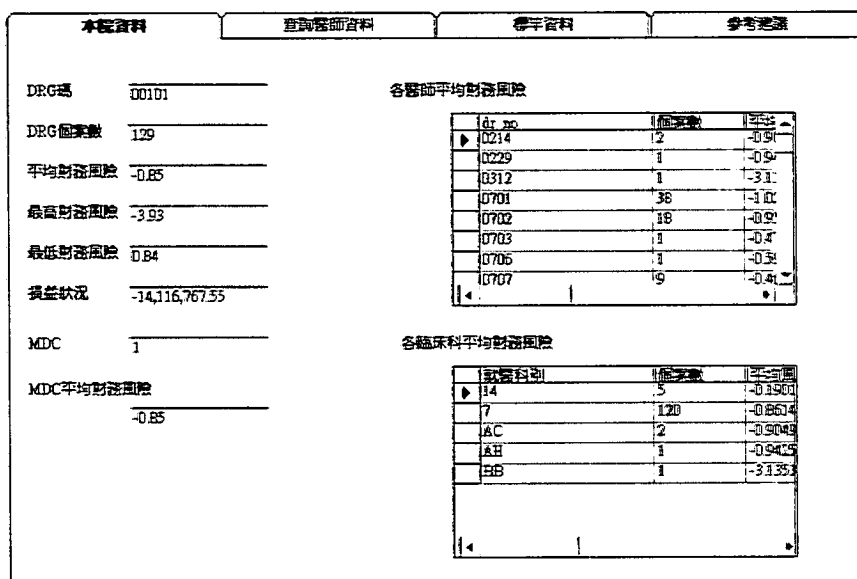 本院資料 查詢醫師資料 標竿資料 參考建議
DRG碼 00101
DRG個案數 129
平均財務風險 -0.85
最高財務風險 -3.93
最低財務風險 0.84
損益狀況 -14,116,767.55
MDC 1
MDC平均財務風險
-0.85
各醫師平均財務風險
dr_no 個案數 平均
0214 2
0229 1
0312 1
0701 38
0702 18
0703 1
0706 1
0707 9
各臨床科平均財務風險
就醫科別 個案數 平均風
14 5 -0.1901
7 120 -0.8604
AC 2 -0.9049
AH 1 -0.9425
BB 1 -3.1353